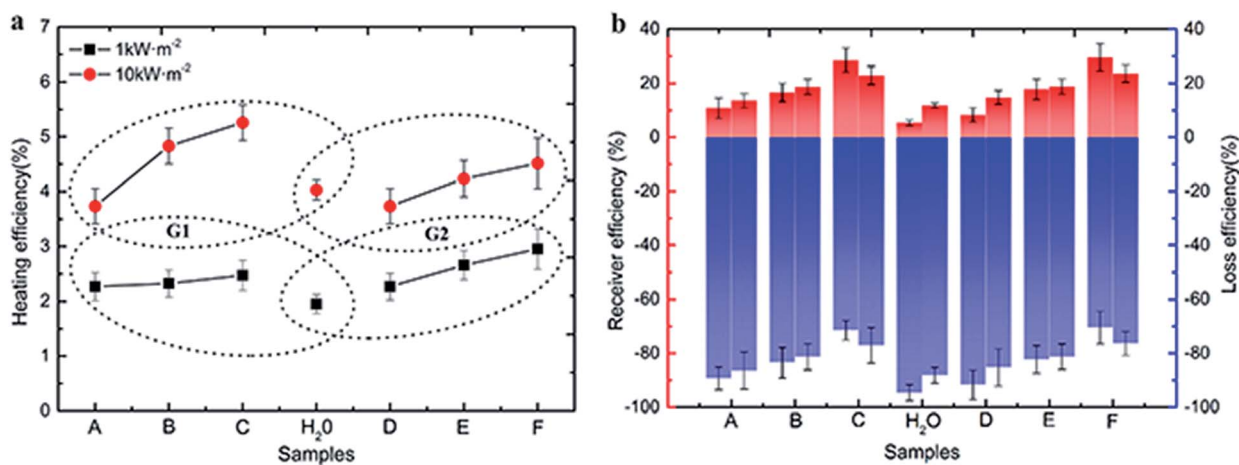 a
Heating efficiency(%)
7
6
5
4
3
2
1
0
1kW·m⁻²
10kW·m⁻²
G1
G2
A B C H₂0 D E F
Samples
b
Receiver efficiency (%)
40
20
0
-20
-40
-60
-80
-100
A B C H₂O D E F
Samples
40
20
0
-20
-40
-60
-80
-100
Loss efficiency(%)